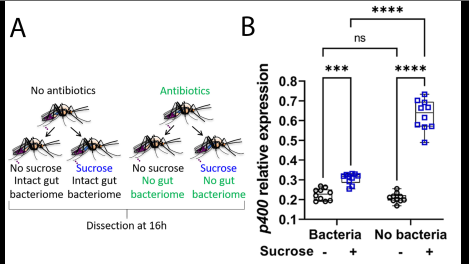 A
No antibiotics
Antibiotics
No sucrose
Intact gut
bacteriome
Sucrose
Intact gut
bacteriome
No sucrose
No gut
bacteriome
Sucrose
No gut
bacteriome
Dissection at 16h
B
****
ns
***
****
p400 relative expression
0.8
0.7
0.6
0.5
0.4
0.3
0.2
0.1
Bacteria
No bacteria
Sucrose - + - +